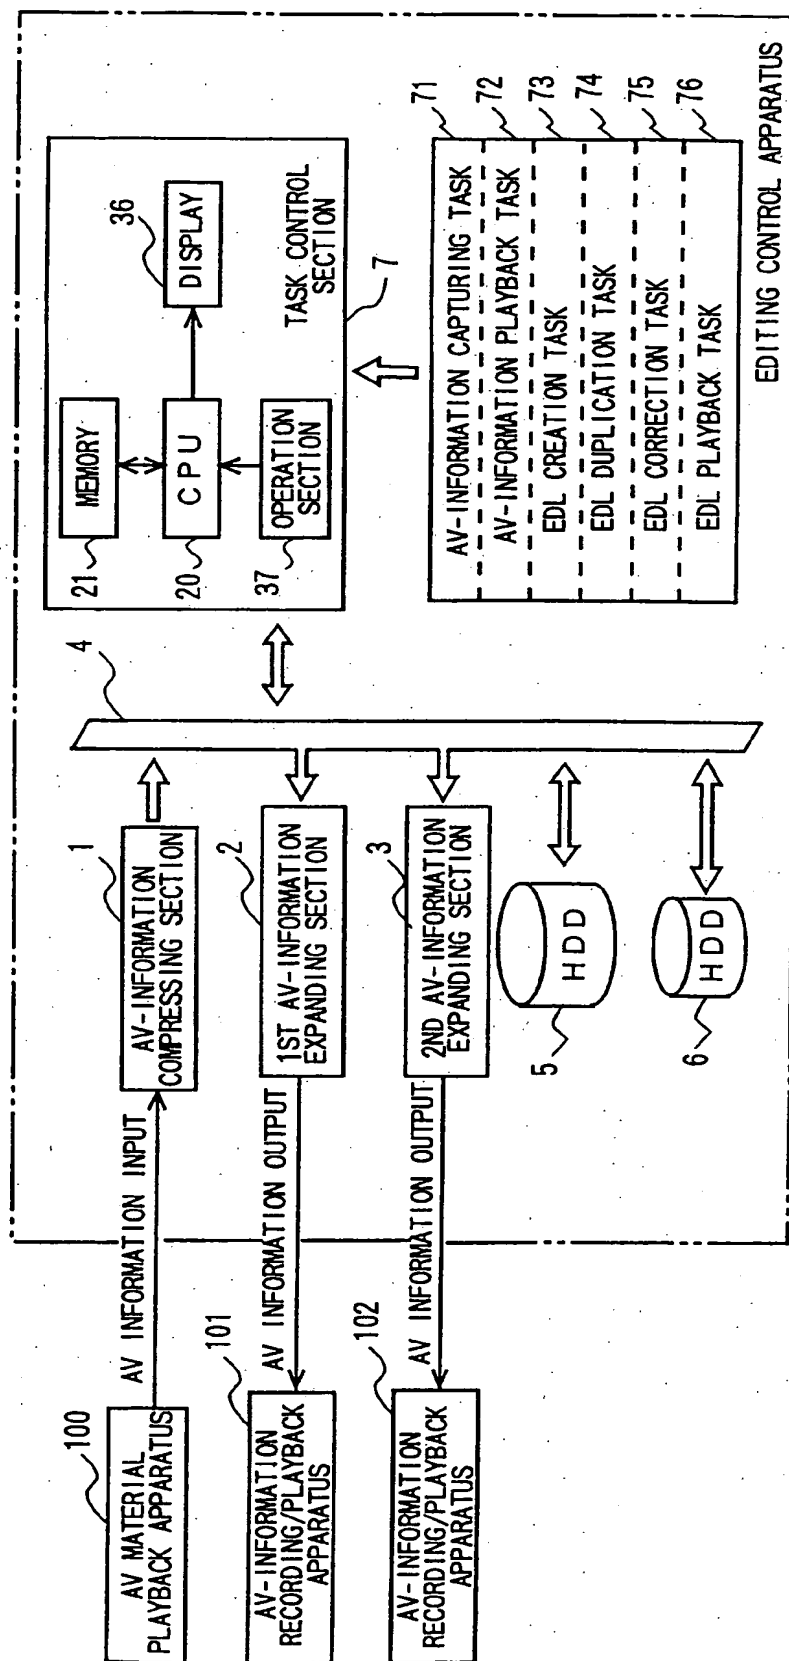 100
AV MATERIAL
PLAYBACK APPARATUS
AV INFORMATION INPUT
1
AV-INFORMATION
COMPRESSING SECTION
101
AV-INFORMATION
RECORDING/PLAYBACK
APPARATUS
AV INFORMATION OUTPUT
2
1ST AV-INFORMATION
EXPANDING SECTION
102
AV-INFORMATION
RECORDING/PLAYBACK
APPARATUS
AV INFORMATION OUTPUT
3
2ND AV-INFORMATION
EXPANDING SECTION
HDD
5
HDD
6
4
MEMORY
21
CPU
20
OPERATION
SECTION
37
36
DISPLAY
TASK CONTROL
SECTION
7
AV-INFORMATION CAPTURING TASK
71
AV-INFORMATION PLAYBACK TASK
72
EDL CREATION TASK
73
EDL DUPLICATION TASK
74
EDL CORRECTION TASK
75
EDL PLAYBACK TASK
76
EDITING CONTROL APPARATUS